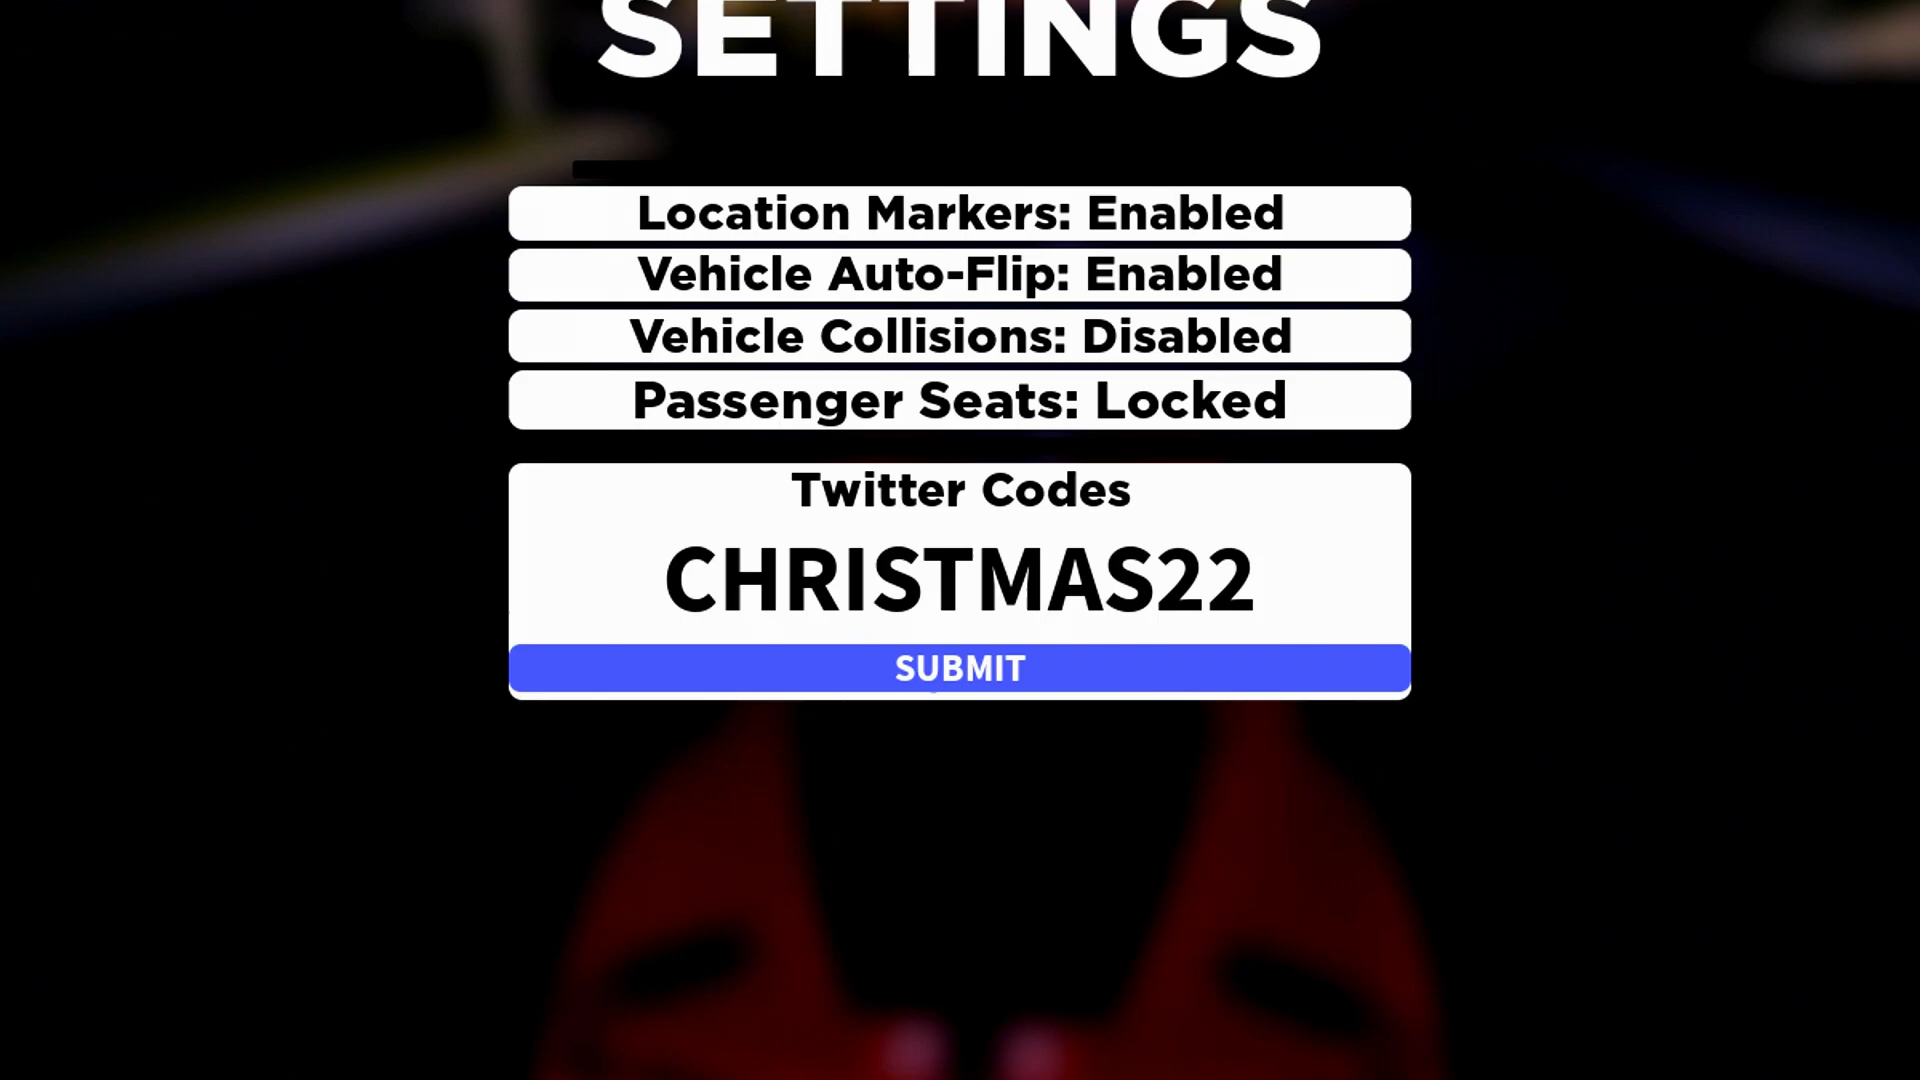 SETTINGS
Location Markers: Enabled
Vehicle Auto-Flip: Enabled
Vehicle Collisions: Disabled
Passenger Seats: Locked
Twitter Codes
CHRISTMAS22
SUBMIT